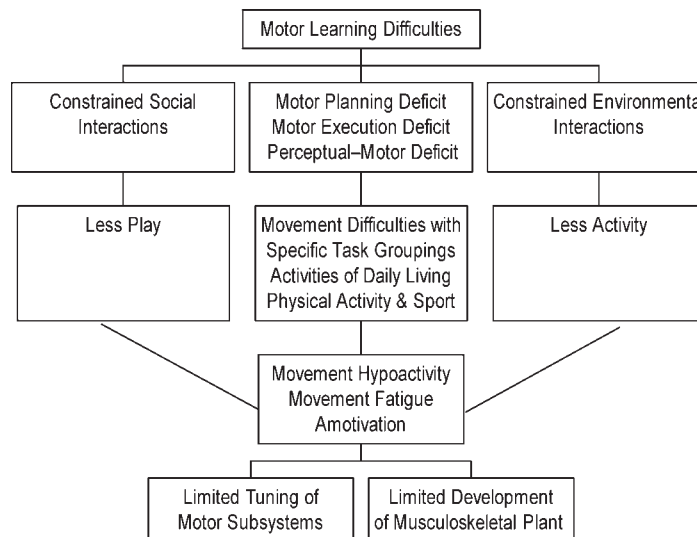 Motor Learning Difficulties
Constrained Social
Interactions
Motor Planning Deficit
Motor Execution Deficit
Perceptual–Motor Deficit
Constrained Environmenta
Interactions
Less Play
Movement Difficulties with
Specific Task Groupings
Activities of Daily Living
Physical Activity & Sport
Less Activity
Movement Hypoactivity
Movement Fatigue
Amotivation
Limited Tuning of
Motor Subsystems
Limited Development
of Musculoskeletal Plant